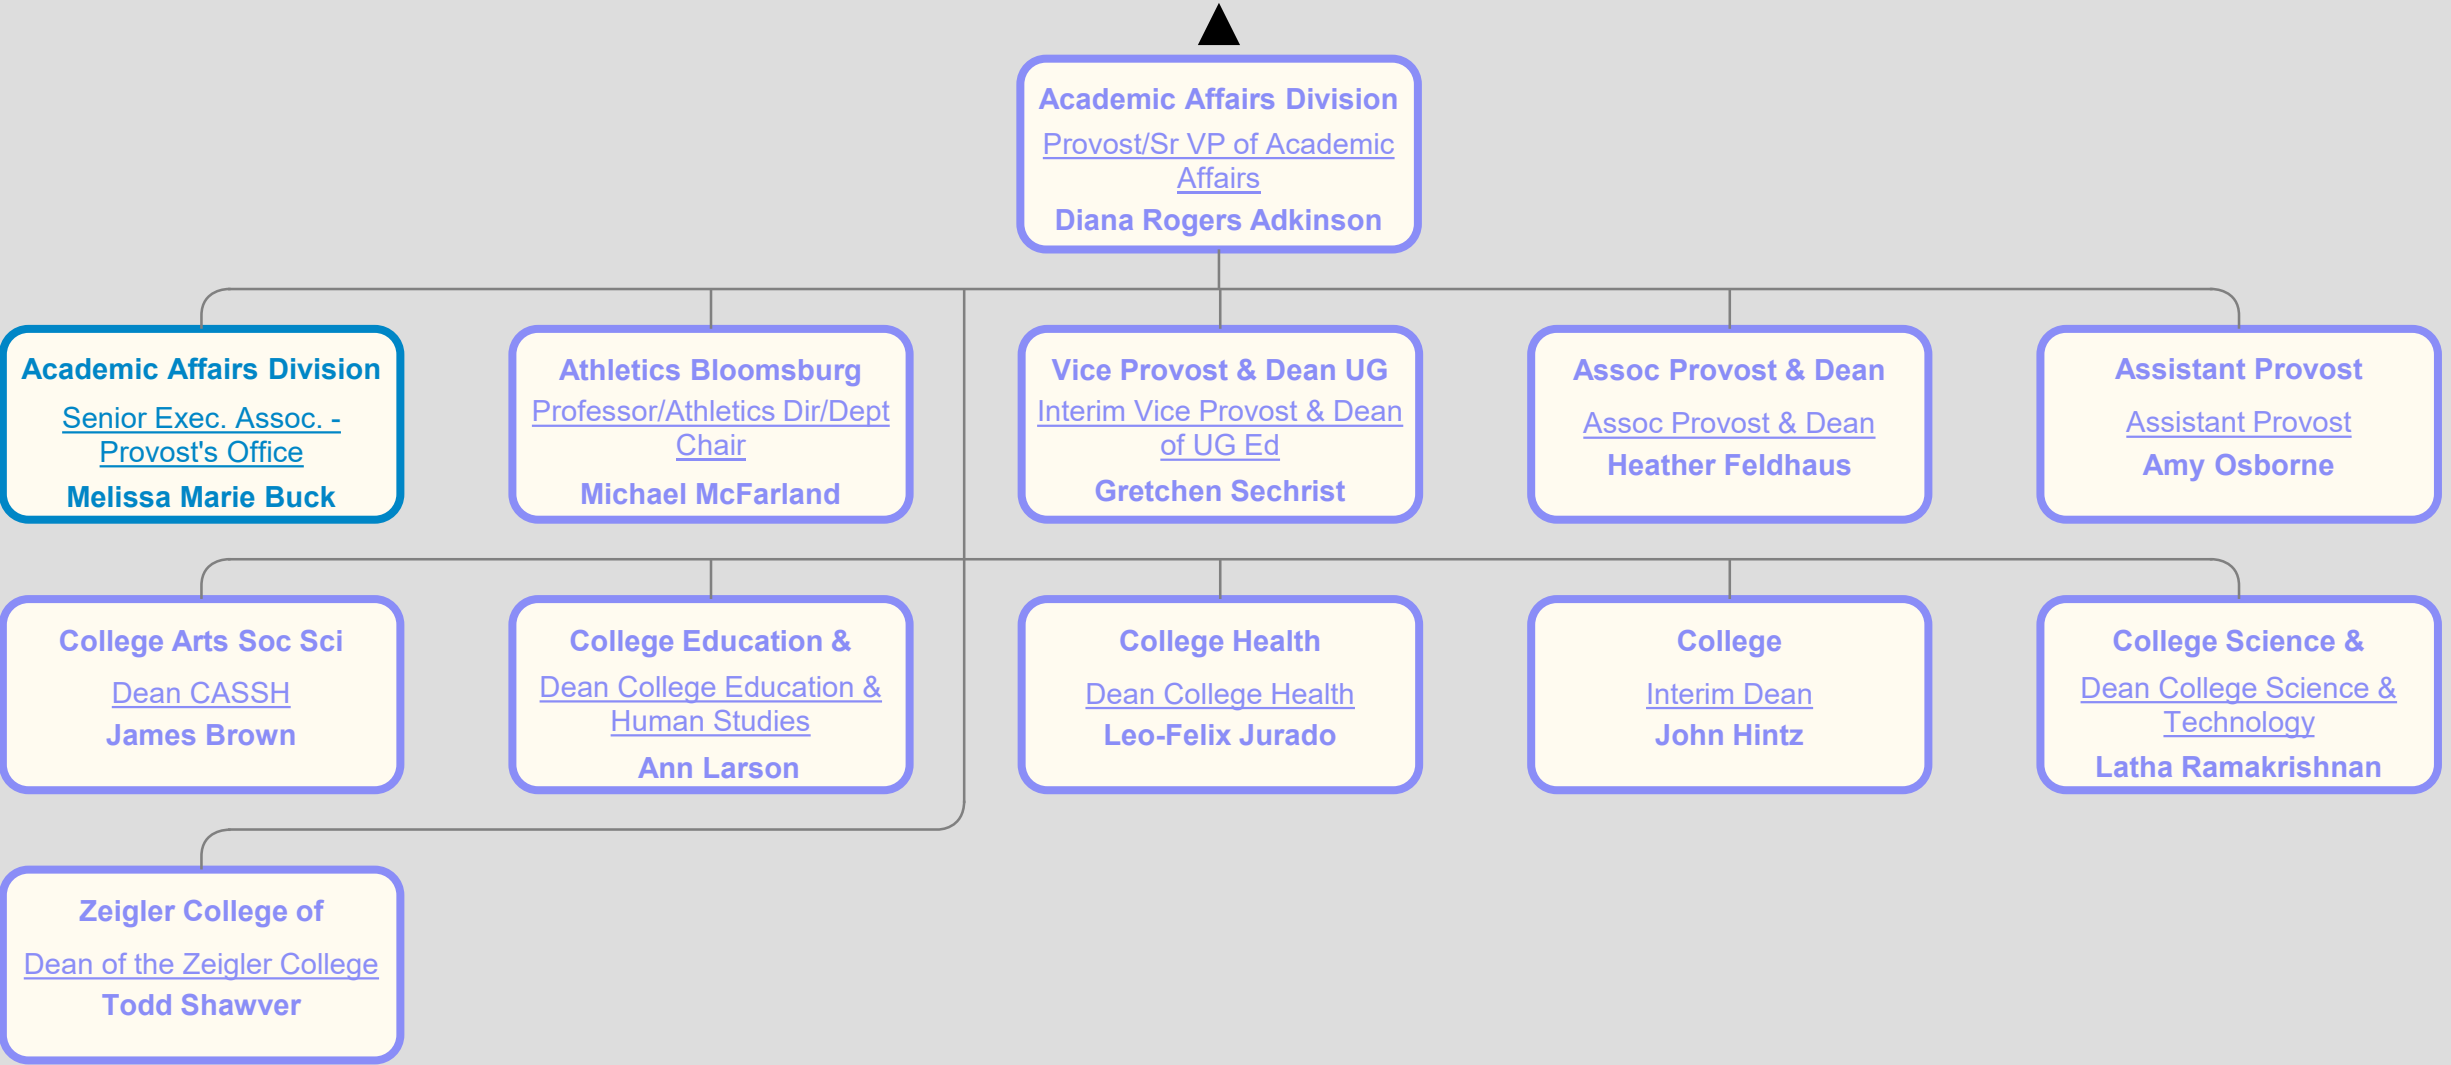 Academic Affairs Division
Provost/Sr VP of Academic
Affairs
Diana Rogers Adkinson
Academic Affairs Division
Senior Exec. Assoc. -
Provost's Office
Melissa Marie Buck
Athletics Bloomsburg
Professor/Athletics Dir/Dept
Chair
Michael McFarland
Vice Provost & Dean UG
Interim Vice Provost & Dean
of UG Ed
Gretchen Sechrist
Assoc Provost & Dean
Assoc Provost & Dean
Heather Feldhaus
Assistant Provost
Assistant Provost
Amy Osborne
College Arts Soc Sci
Dean CASSH
James Brown
College Education &
Dean College Education &
Human Studies
Ann Larson
College Health
Dean College Health
Leo-Felix Jurado
College
Interim Dean
John Hintz
College Science &
Dean College Science &
Technology
Latha Ramakrishnan
Zeigler College of
Dean of the Zeigler College
Todd Shawver